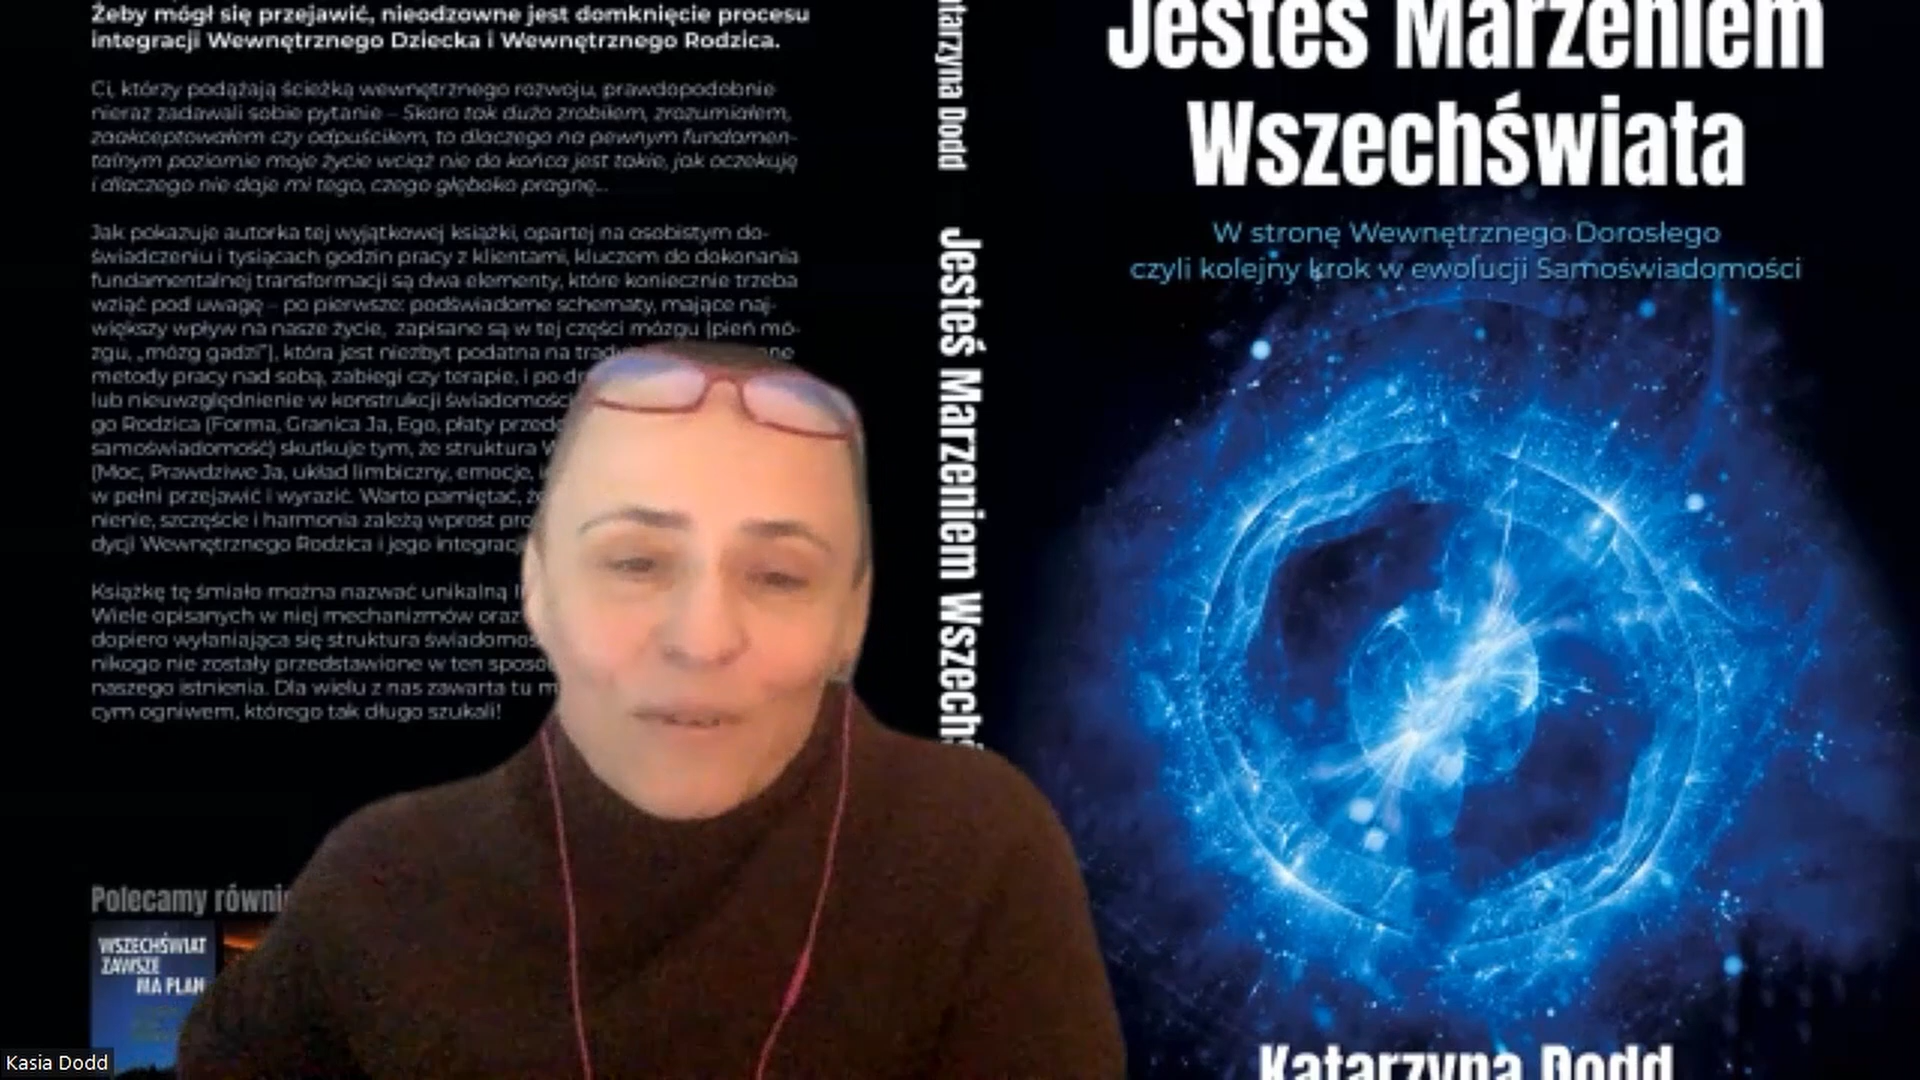 Żeby mógł się przejawić, nieodzowne jest domknięcie procesu
integracji Wewnętrznego Dziecka i Wewnętrznego Rodzica.
Ci, którzy podążają ścieżką wewnętrznego rozwoju, prawdopodobnie
nieraz zadawali sobie pytanie – Skoro tak dużo zrobiłem, zrozumiałem,
zaakceptowałem czy odpuściłem, to dlaczego na pewnym fundamen-
talnym poziomie moje życie wciąż nie do końca jest takie, jak oczekuję
i dlaczego nie daje mi tego, czego głęboko pragnę...
Jak pokazuje autorka tej wyjątkowej książki, opartej na osobistym do-
świadczeniu i tysiącach godzin pracy z klientami, kluczem do dokonania
fundamentalnej transformacji są dwa elementy, które koniecznie trzeba
wziąć pod uwagę – po pierwsze: podświadome schematy, mające naj-
większy wpływ na nasze życie, zapisane są w tej części mózgu (pień mó-
zgu, „mózg gadzi"), która jest niezbyt podatna na
metody pracy nad sobą, zabiegi czy terapie, i po
lub nieuwzględnienie w konstrukcji świadomości
go Rodzica (Forma, Granica Ja, Ego, płaty
samoświadomość) skutkuje tym, że struktura
(Moc, Prawdziwe Ja, układ limbiczny, emocje,
w pełni przejawić i wyrazić. Warto pamiętać,
nienie, szczęście i harmonia zależą wprost
dycji Wewnętrznego Rodzica i jego
Książkę tę śmiało można nazwać unikalną
Wiele opisanych w niej mechanizmów oraz
dopiero wyłaniająca się struktura
nikogo nie zostały przedstawione w ten
naszego istnienia. Dla wielu z nas zawarta tu
cym ogniwem, którego tak długo szukali!
Polecamy
WSZECHŚWIAT
ZAWSZE
MA PLAN
Kasia Dodd
Dodd
Jesteś Marzeniem
Jesteś Marzeniem
Wszechświata
W stronę Wewnętrznego Dorosłego
czyli kolejny krok w ewolucji Samoświadomości
Katarzyna Dodd